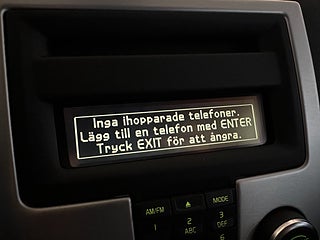 Inga ihopparade telefoner.
Lägg till en telefon med ENTER
Tryck EXIT för att ångra.
AM/FM
MODE
1
2
3
ABC
DEF